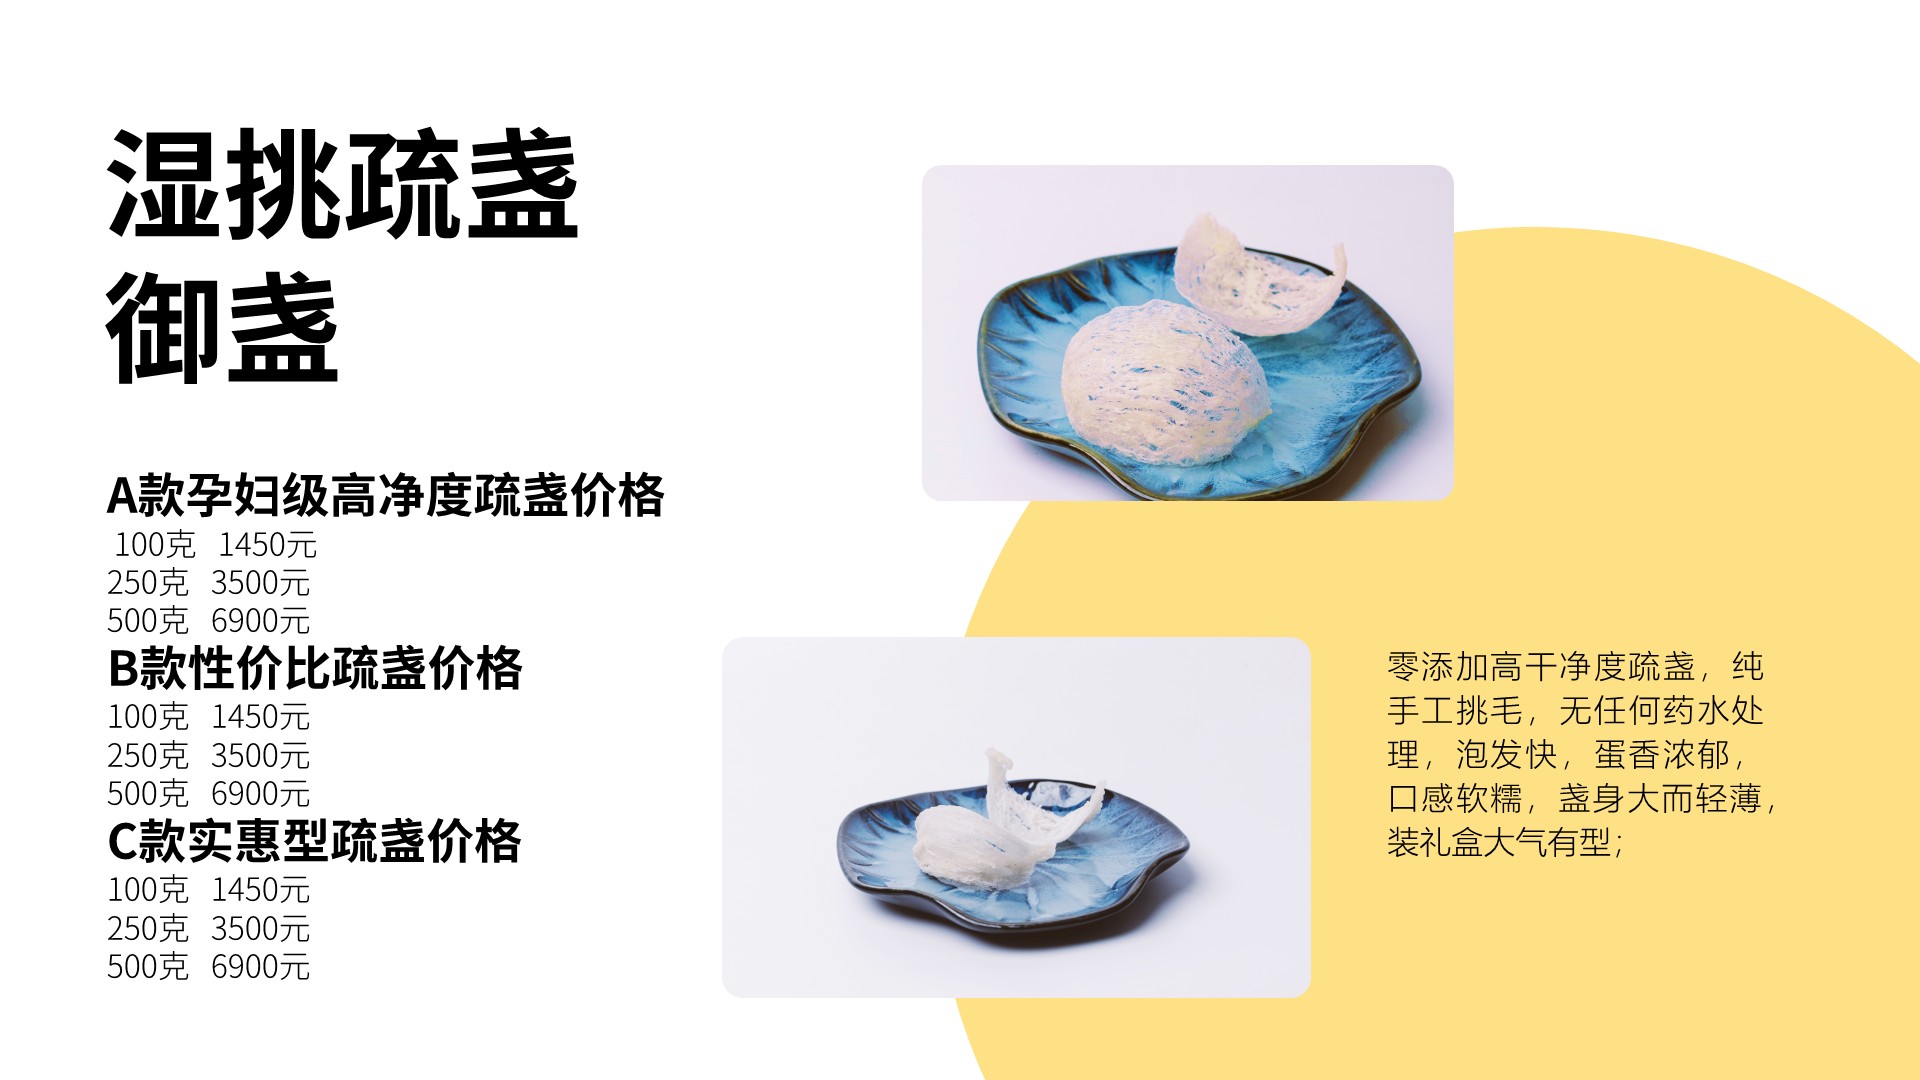 湿挑疏盏
御盏
A款孕妇级高净度疏盏价格
100克 1450元
250克 3500元
500克 6900元
B款性价比疏盏价格
100克 1450元
250克 3500元
500克 6900元
C款实惠型疏盏价格
100克 1450元
250克 3500元
500克 6900元
零添加高干净度疏盏，纯
手工挑毛，无任何药水处
理，泡发快，蛋香浓郁，
口感软糯，盏身大而轻薄，
装礼盒大气有型；